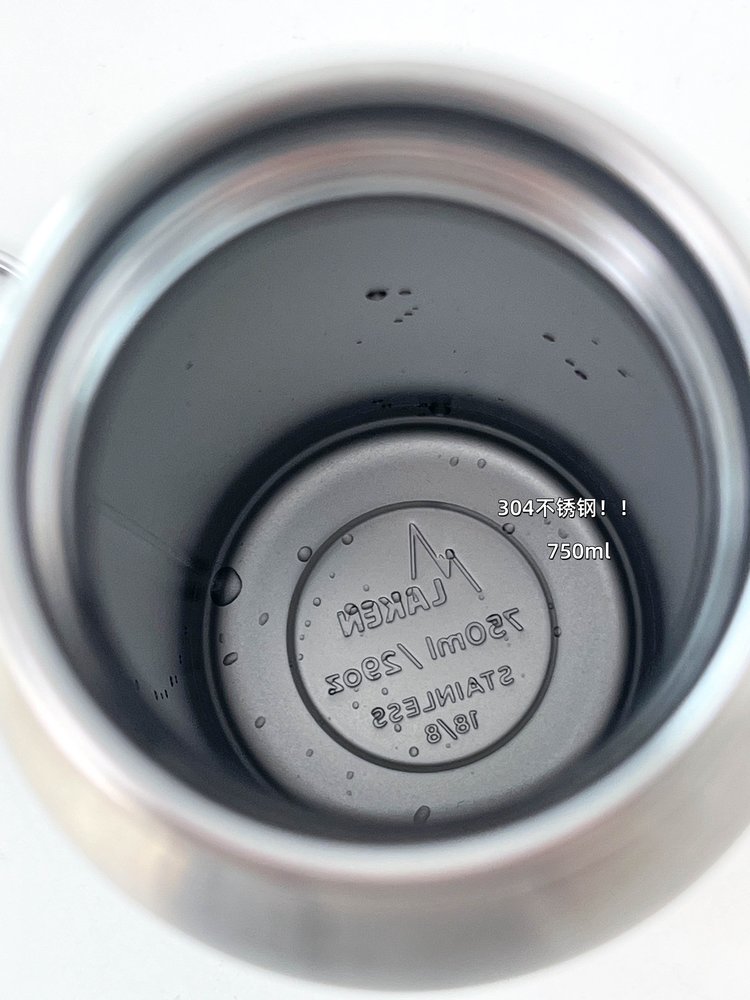 304不锈钢！！
750ml
LAKEN
750ml / 29oz
STAINLESS
18/8